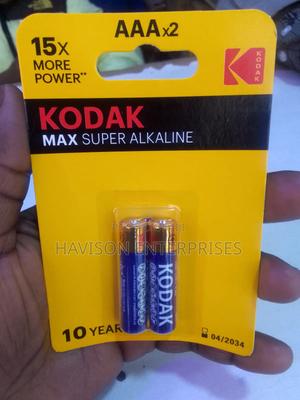 AAAx2
15X
MORE
POWER**
KODAK
KODAK
MAX SUPER ALKALINE
HAVISON ENTERPRISES
KODAK
10 YEAR
04/2034